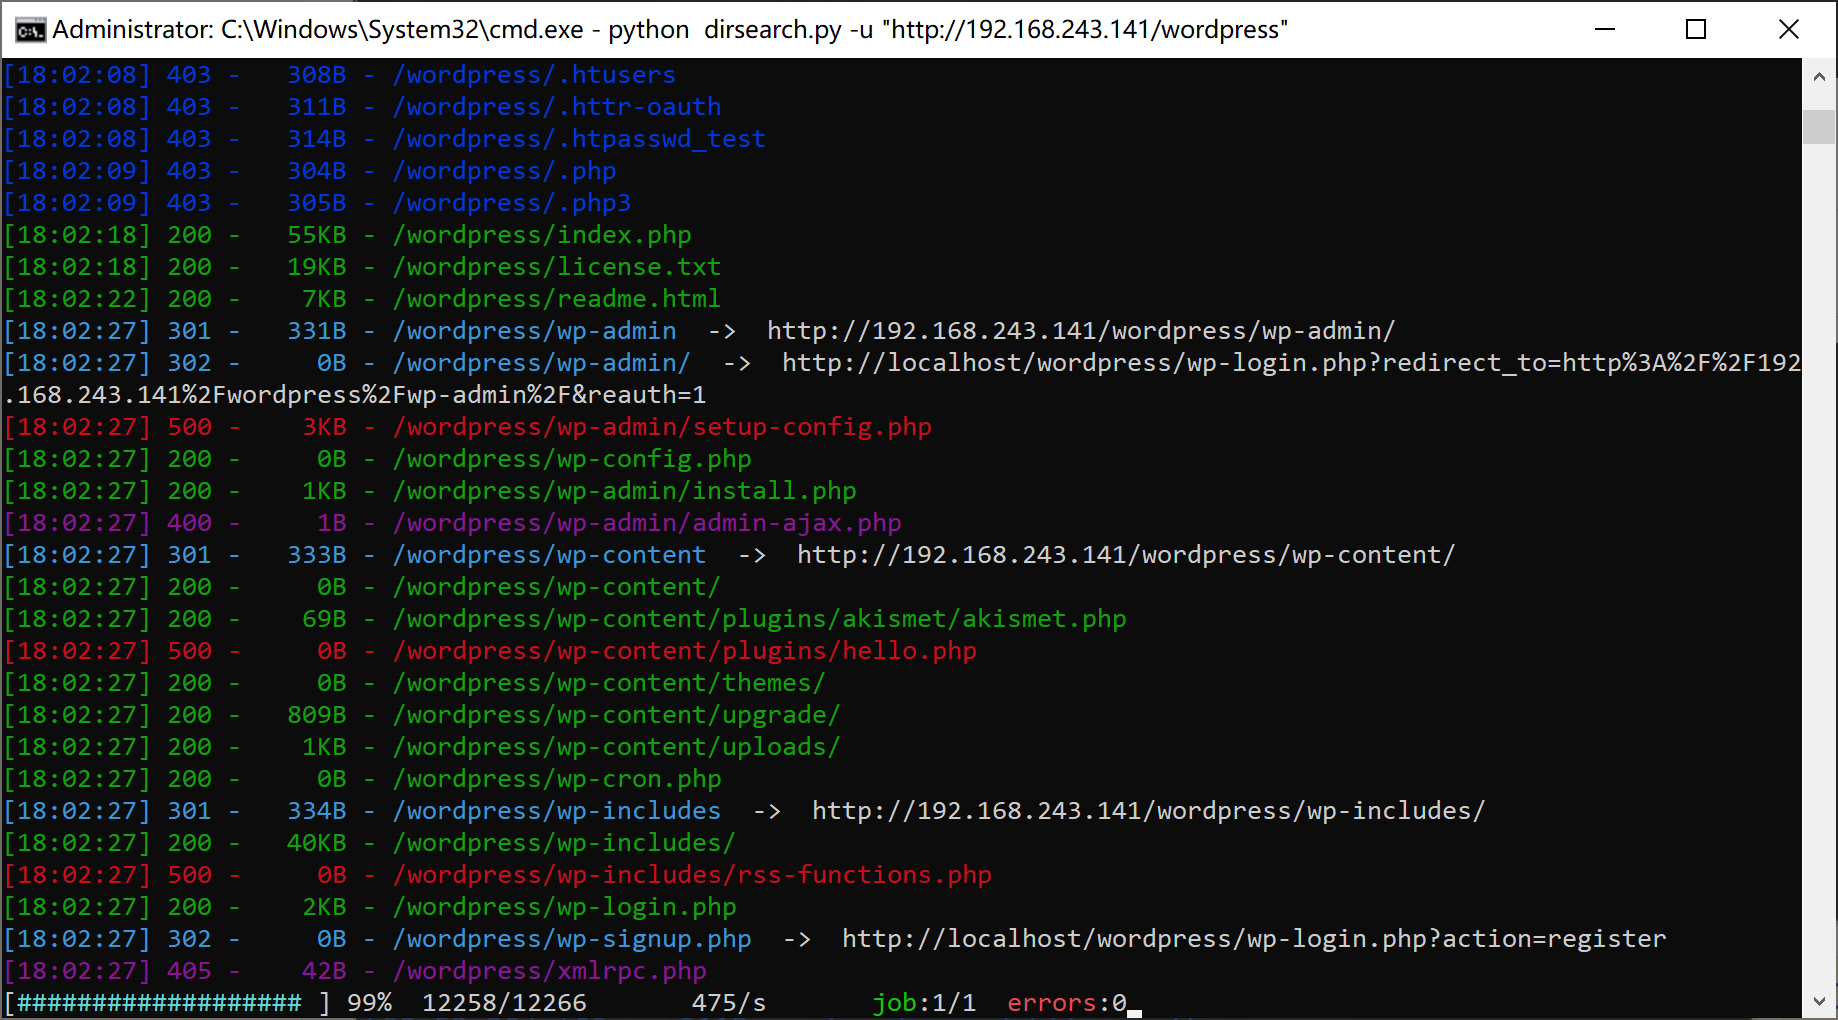 Administrator: C:\Windows\System32\cmd.exe - python  dirsearch.py -u "http://192.168.243.141/wordpress"
[18:02:08] 403 -   308B - /wordpress/.htusers
[18:02:08] 403 -   311B - /wordpress/.httr-oauth
[18:02:08] 403 -   314B - /wordpress/.htpasswd_test
[18:02:09] 403 -   304B - /wordpress/.php
[18:02:09] 403 -   305B - /wordpress/.php3
[18:02:18] 200 -   55KB - /wordpress/index.php
[18:02:18] 200 -   19KB - /wordpress/license.txt
[18:02:22] 200 -    7KB - /wordpress/readme.html
[18:02:27] 301 -   331B - /wordpress/wp-admin  ->  http://192.168.243.141/wordpress/wp-admin/
[18:02:27] 302 -     0B - /wordpress/wp-admin/  ->  http://localhost/wordpress/wp-login.php?redirect_to=http%3A%2F%2F192
.168.243.141%2Fwordpress%2Fwp-admin%2F&reauth=1
[18:02:27] 500 -    3KB - /wordpress/wp-admin/setup-config.php
[18:02:27] 200 -     0B - /wordpress/wp-config.php
[18:02:27] 200 -    1KB - /wordpress/wp-admin/install.php
[18:02:27] 400 -     1B - /wordpress/wp-admin/admin-ajax.php
[18:02:27] 301 -   333B - /wordpress/wp-content  ->  http://192.168.243.141/wordpress/wp-content/
[18:02:27] 200 -     0B - /wordpress/wp-content/
[18:02:27] 200 -    69B - /wordpress/wp-content/plugins/akismet/akismet.php
[18:02:27] 500 -     0B - /wordpress/wp-content/plugins/hello.php
[18:02:27] 200 -     0B - /wordpress/wp-content/themes/
[18:02:27] 200 -   809B - /wordpress/wp-content/upgrade/
[18:02:27] 200 -    1KB - /wordpress/wp-content/uploads/
[18:02:27] 200 -     0B - /wordpress/wp-cron.php
[18:02:27] 301 -   334B - /wordpress/wp-includes  ->  http://192.168.243.141/wordpress/wp-includes/
[18:02:27] 200 -   40KB - /wordpress/wp-includes/
[18:02:27] 500 -     0B - /wordpress/wp-includes/rss-functions.php
[18:02:27] 200 -    2KB - /wordpress/wp-login.php
[18:02:27] 302 -     0B - /wordpress/wp-signup.php  ->  http://localhost/wordpress/wp-login.php?action=register
[18:02:27] 405 -    42B - /wordpress/xmlrpc.php
[################### ] 99%  12258/12266       475/s       job:1/1  errors:0